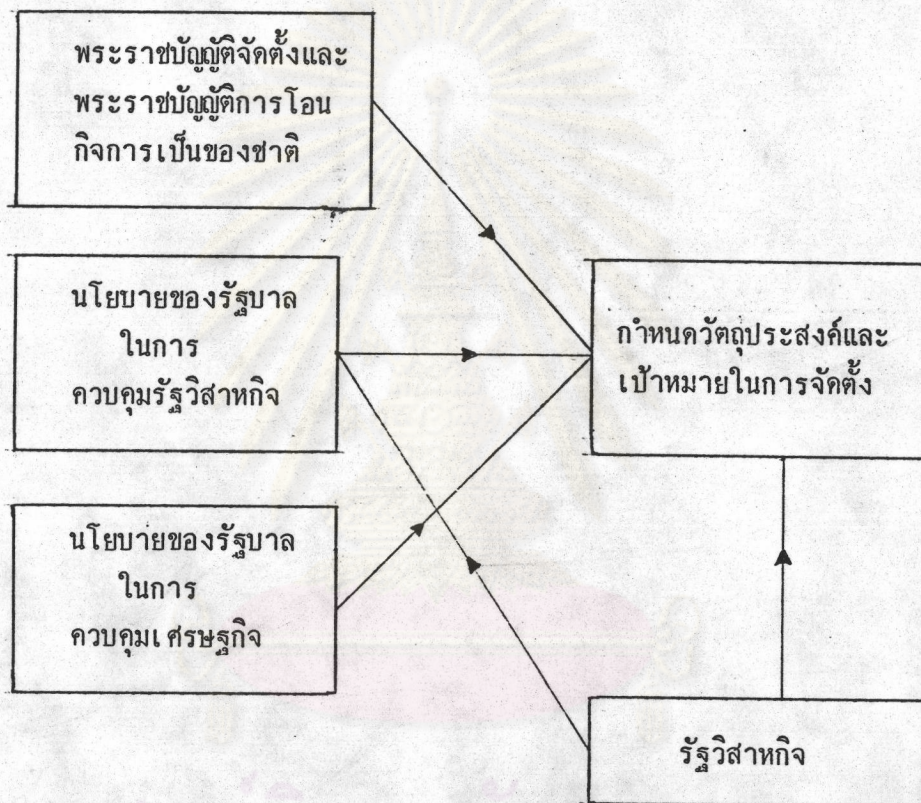 พระราชบัญญัติจัดตั้งและ
พระราชบัญญัติการโอน
กิจการเป็นของชาติ
นโยบายของรัฐบาล
ในการ
ควบคุมรัฐวิสาหกิจ
กำหนดวัตถุประสงค์และ
เป้าหมายในการจัดตั้ง
นโยบายของรัฐบาล
ในการ
ควบคุมเศรษฐกิจ
รัฐวิสาหกิจ